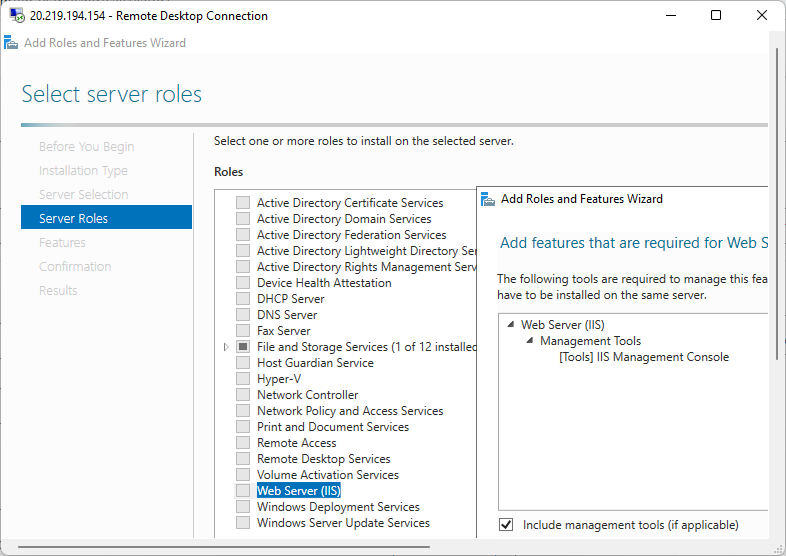 20.219.194.154 - Remote Desktop Connection
Add Roles and Features Wizard
Select server roles
Before You Begin
Installation Type
Server Selection
Server Roles
Features
Confirmation
Results
Select one or more roles to install on the selected server.
Roles
Active Directory Certificate Services
Active Directory Domain Services
Active Directory Federation Services
Active Directory Lightweight Directory Ser
Active Directory Rights Management Serv
Device Health Attestation
DHCP Server
DNS Server
Fax Server
File and Storage Services (1 of 12 installed
Host Guardian Service
Hyper-V
Network Controller
Network Policy and Access Services
Print and Document Services
Remote Access
Remote Desktop Services
Volume Activation Services
Web Server (IIS)
Windows Deployment Services
Windows Server Update Services
Add Roles and Features Wizard
Add features that are required for Web S
The following tools are required to manage this fea
have to be installed on the same server.
Web Server (IIS)
Management Tools
[Tools] IIS Management Console
Include management tools (if applicable)